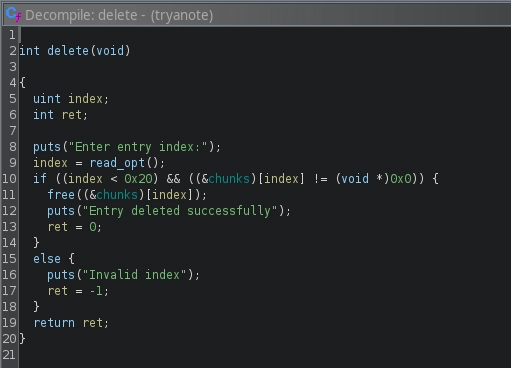 Decompile: delete - (tryanote)
1
2 int delete(void)
3
4 {
5   uint index;
6   int ret;
7
8   puts("Enter entry index:");
9   index = read_opt();
10   if ((index < 0x20) && ((&chunks)[index] != (void *)0x0)) {
11     free((&chunks)[index]);
12     puts("Entry deleted successfully");
13     ret = 0;
14   }
15   else {
16     puts("Invalid index");
17     ret = -1;
18   }
19   return ret;
20 }
21